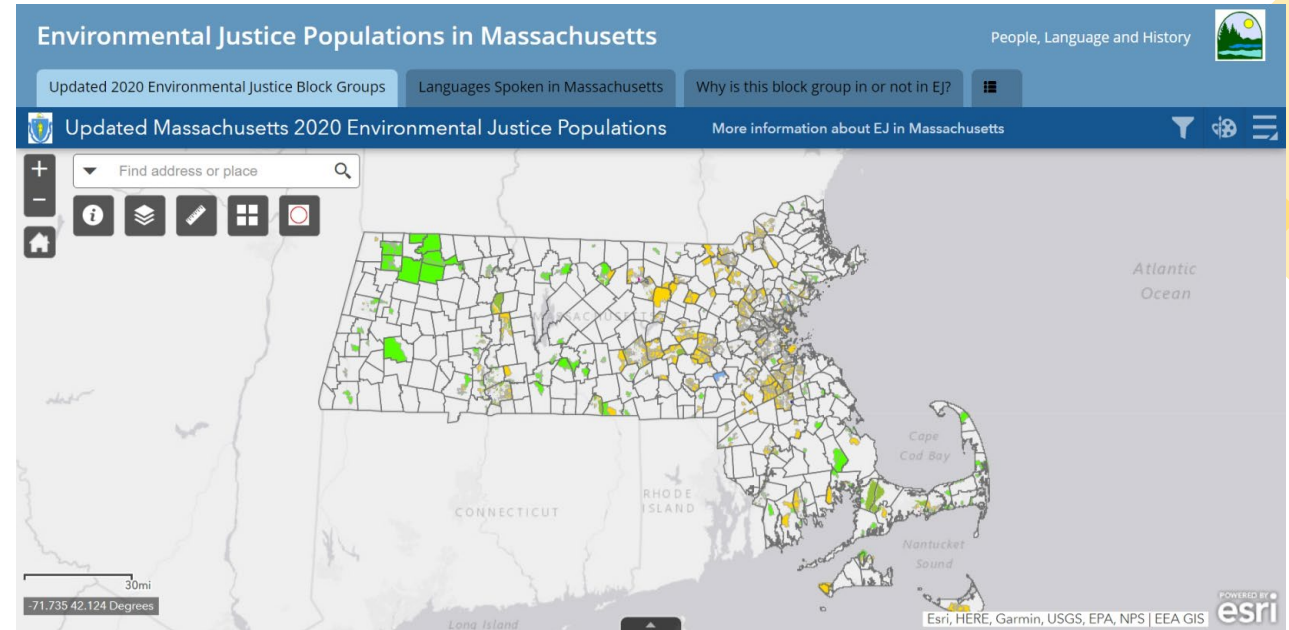 Environmental Justice Populations in Massachusetts
People, Language and History
Updated 2020 Environmental Justice Block Groups
Languages Spoken in Massachusetts
Why is this block group in or not in EJ?
Updated Massachusetts 2020 Environmental Justice Populations
More information about EJ in Massachusetts
+
Find address or place
−
Atlantic
Ocean
MASSACHUSETTS
Cape
Cod Bay
RHODE
ISLAND
CONNECTICUT
Nantucket
Sound
30mi
-71.735 42.124 Degrees
Long Island
Esri, HERE, Garmin, USGS, EPA, NPS | EEA GIS
POWERED BY
esri